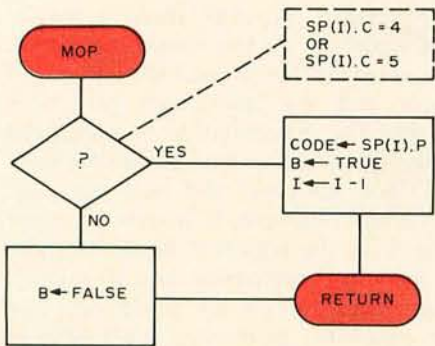 MOP
SP(I).C = 4
OR
SP(I).C = 5
?
YES
CODE ← SP(I).P
B ← TRUE
I ← I - 1
NO
B ← FALSE
RETURN